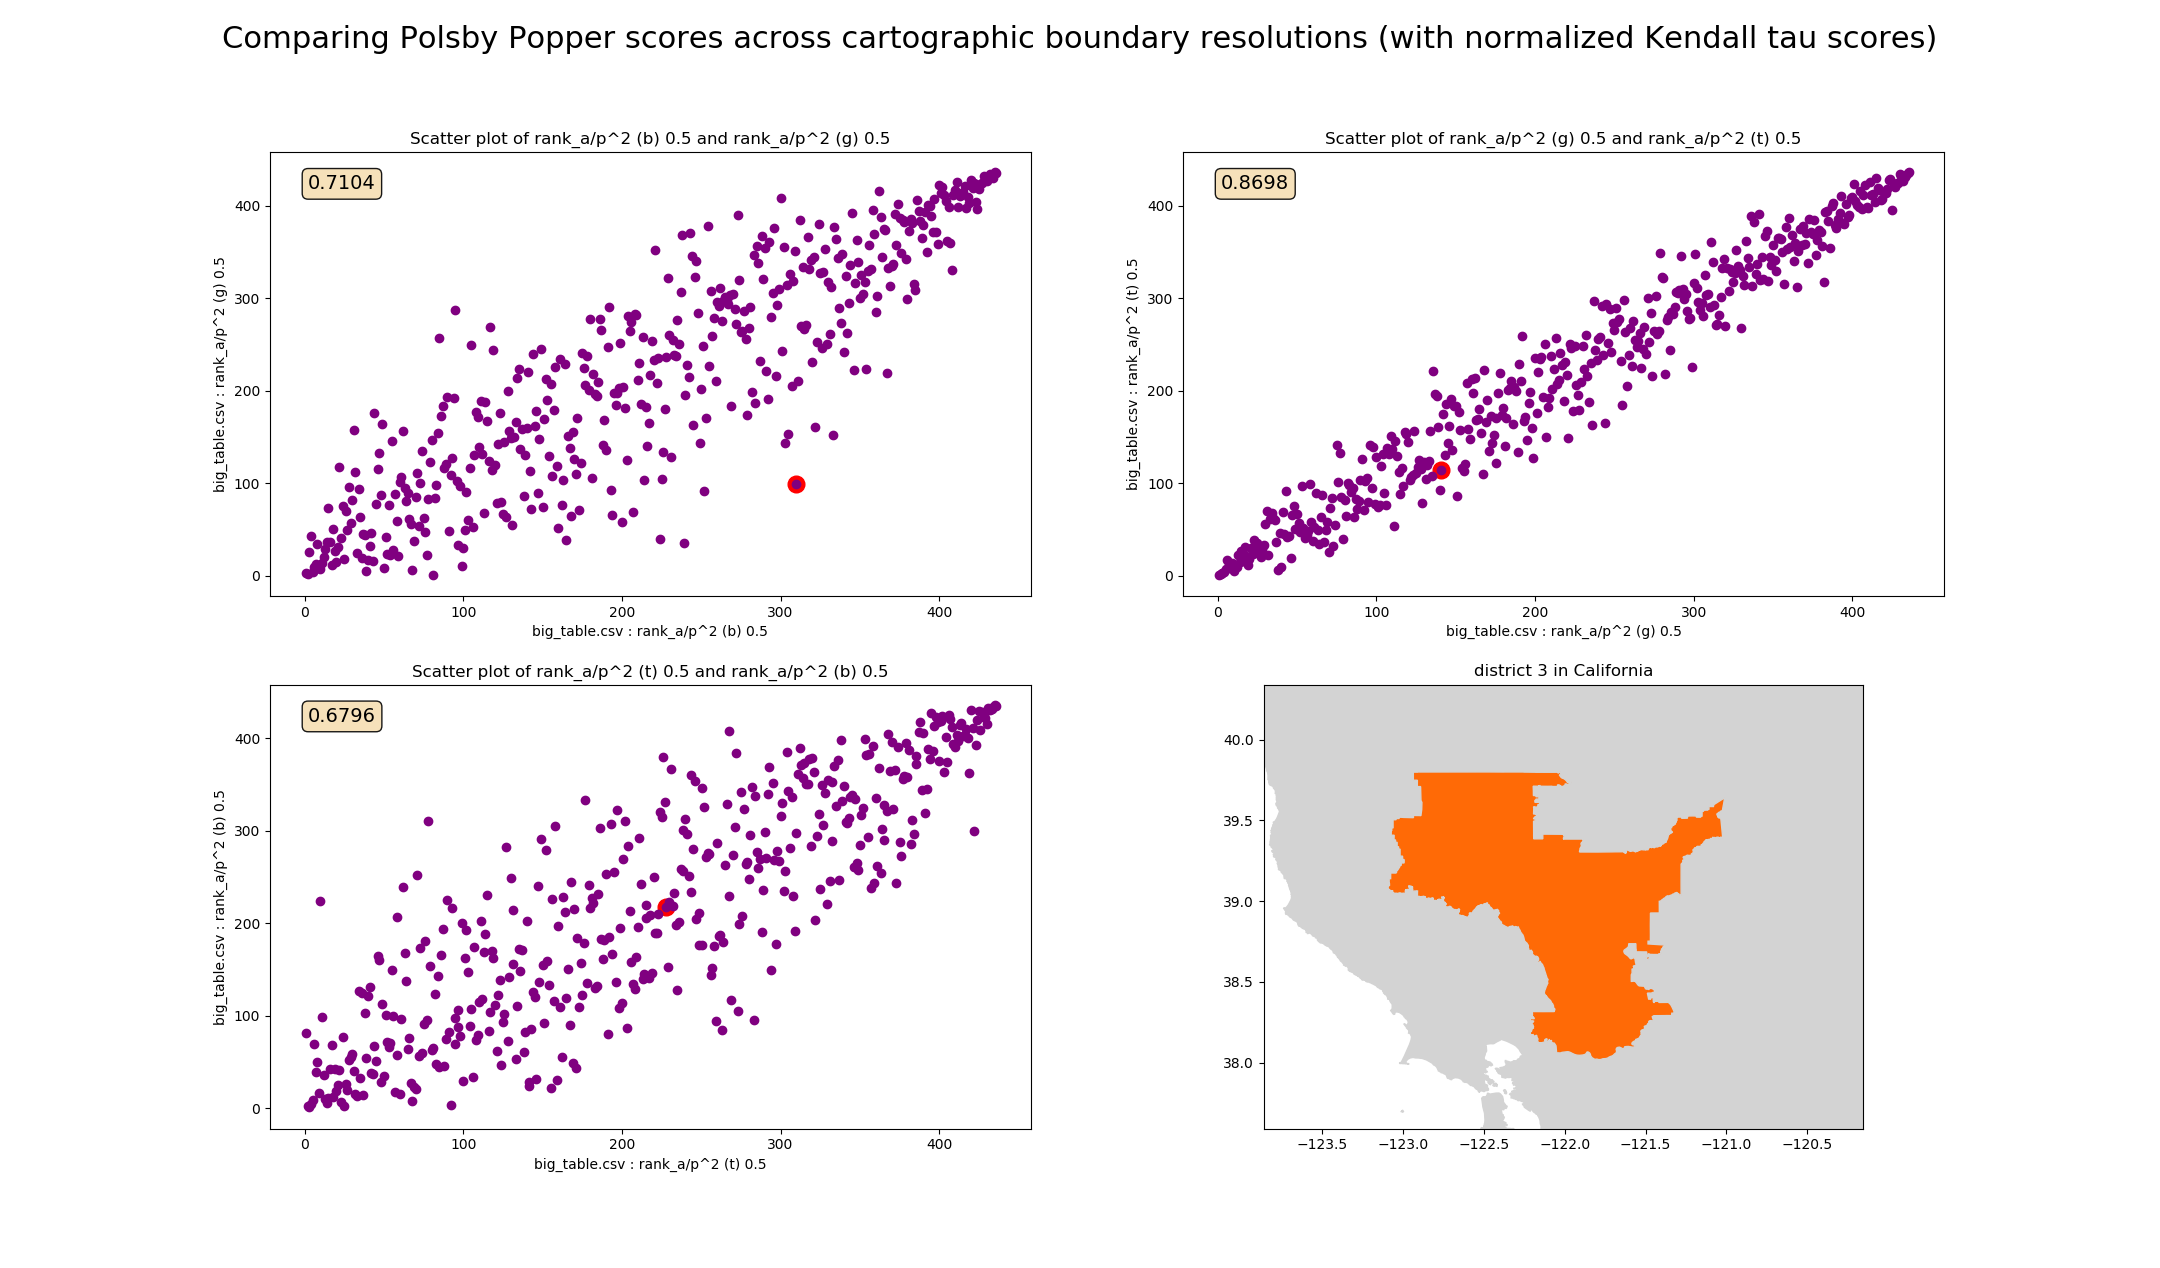 Comparing Polsby Popper scores across cartographic boundary resolutions (with normalized Kendall tau scores)
Scatter plot of rank_a/p^2 (b) 0.5 and rank_a/p^2 (g) 0.5
0.7104
400
300
200
100
0
big_table.csv : rank_a/p^2 (g) 0.5
0 100 200 300 400
big_table.csv : rank_a/p^2 (b) 0.5
Scatter plot of rank_a/p^2 (g) 0.5 and rank_a/p^2 (t) 0.5
0.8698
400
300
200
100
0
big_table.csv : rank_a/p^2 (t) 0.5
0 100 200 300 400
big_table.csv : rank_a/p^2 (g) 0.5
Scatter plot of rank_a/p^2 (t) 0.5 and rank_a/p^2 (b) 0.5
0.6796
400
300
200
100
0
big_table.csv : rank_a/p^2 (b) 0.5
0 100 200 300 400
big_table.csv : rank_a/p^2 (t) 0.5
district 3 in California
40.0
39.5
39.0
38.5
38.0
−123.5 −123.0 −122.5 −122.0 −121.5 −121.0 −120.5